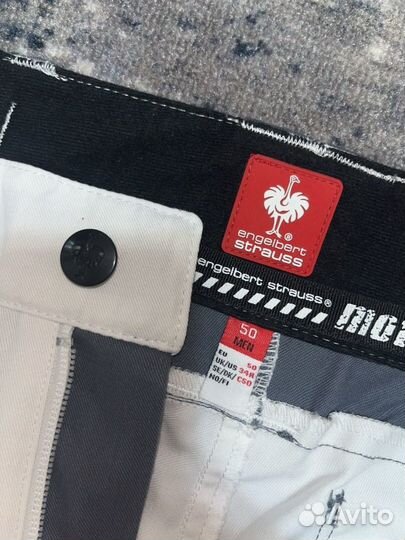 engelbert
strauss
engelbert strauss®
50
MEN
EU 50
UK/US 34R
SE/DK/ C50
NO/FI
Avito